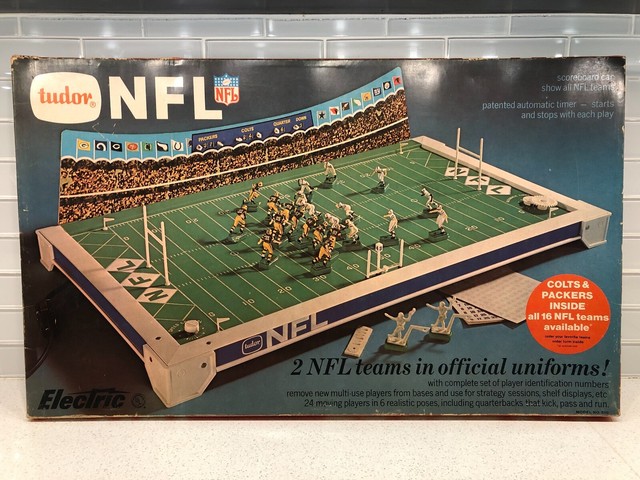 tudor®
NFL
NFL
scoreboard can
show all NFL teams
patented automatic timer — starts
and stops with each play
PACKERS
COLTS
QUARTER
DOWN
NFL
NFL
tudor
NFL
COLTS &
PACKERS
INSIDE
all 16 NFL teams
available*
2 NFL teams in official uniforms!
with complete set of player identification numbers
remove new multi-use players from bases and use for strategy sessions, shelf displays, etc.
24 moving players in 6 realistic poses, including quarterbacks that kick, pass and run.
Electric